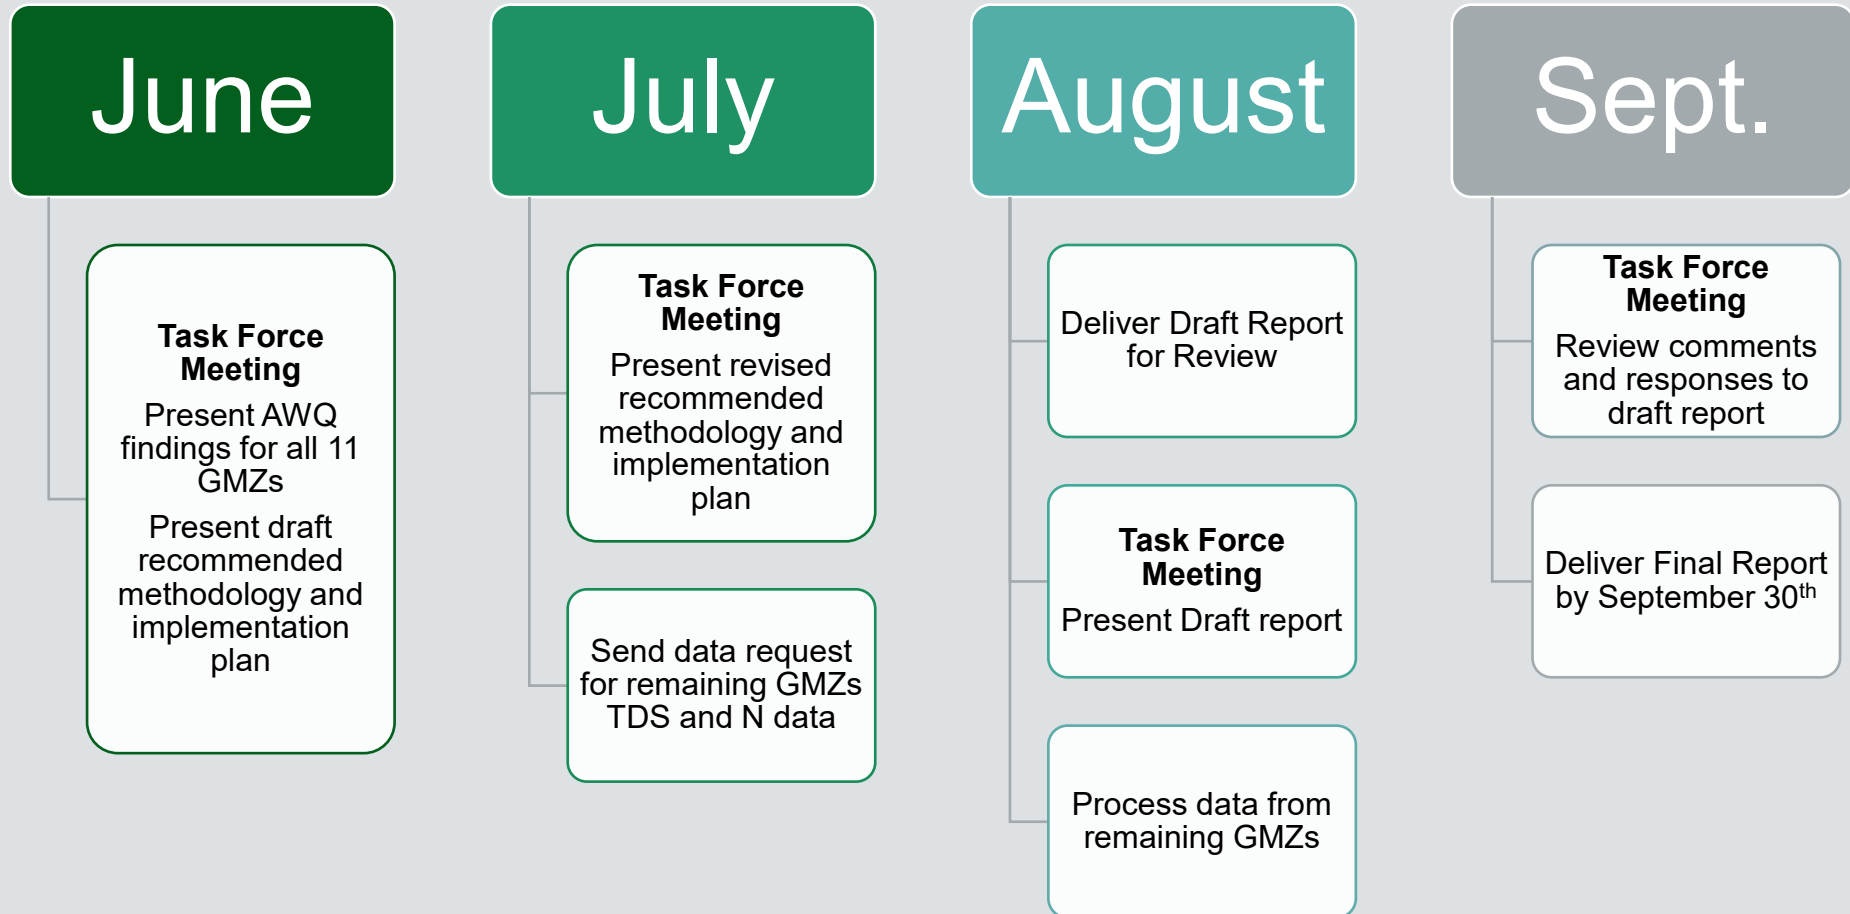 June
Task Force
Meeting
Present AWQ
findings for all 11
GMZs
Present draft
recommended
methodology and
implementation
plan
July
Task Force
Meeting
Present revised
recommended
methodology and
implementation
plan
Send data request
for remaining GMZs
TDS and N data
August
Deliver Draft Report
for Review
Task Force
Meeting
Present Draft report
Process data from
remaining GMZs
Sept.
Task Force
Meeting
Review comments
and responses to
draft report
Deliver Final Report
by September 30th